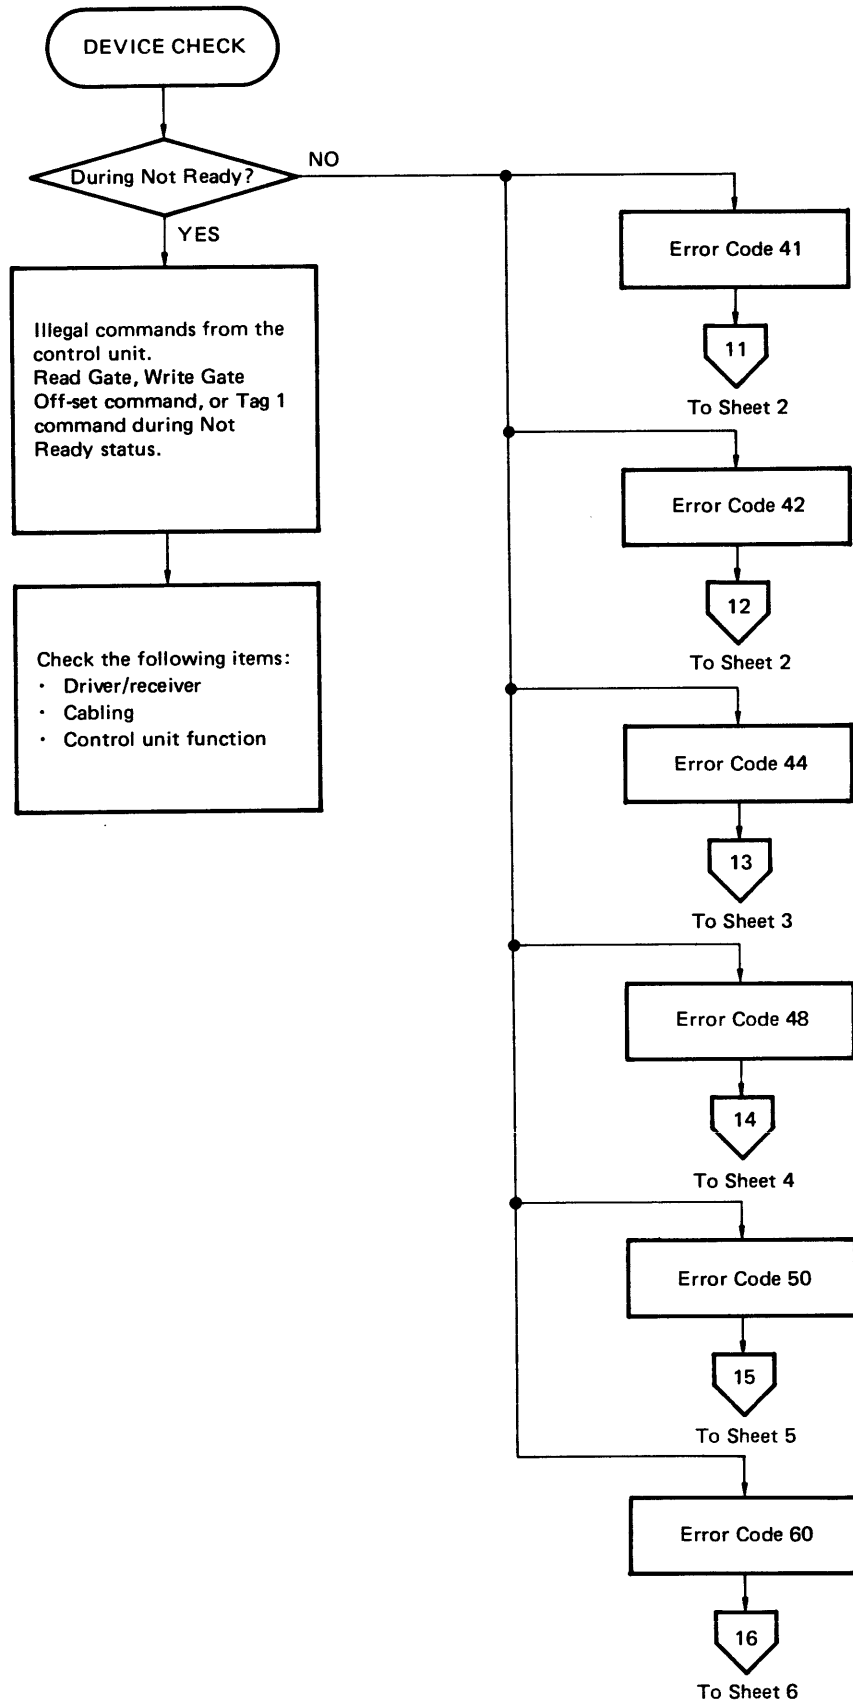 DEVICE CHECK
During Not Ready?
NO
YES
Illegal commands from the
control unit.
Read Gate, Write Gate
Off-set command, or Tag 1
command during Not
Ready status.
Check the following items:
· Driver/receiver
· Cabling
· Control unit function
Error Code 41
11
To Sheet 2
Error Code 42
12
To Sheet 2
Error Code 44
13
To Sheet 3
Error Code 48
14
To Sheet 4
Error Code 50
15
To Sheet 5
Error Code 60
16
To Sheet 6